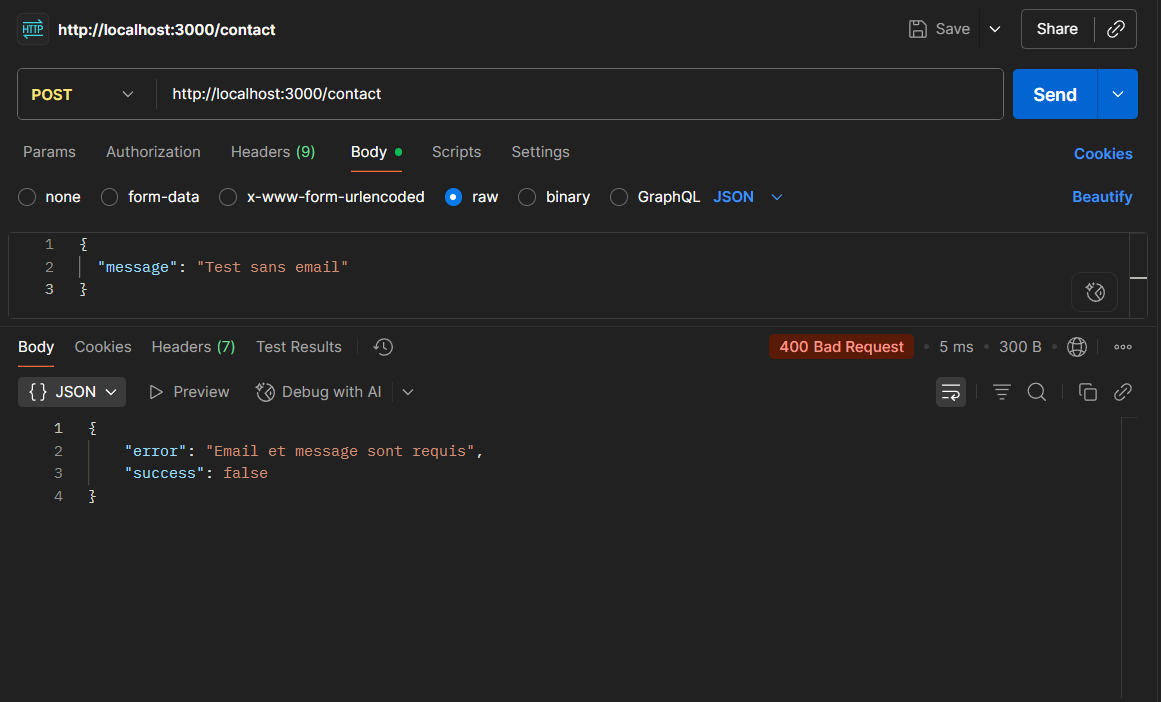 HTTP http://localhost:3000/contact Save Share
POST http://localhost:3000/contact Send
Params Authorization Headers (9) Body Scripts Settings Cookies
none form-data x-www-form-urlencoded raw binary GraphQL JSON Beautify
1 {
2 "message": "Test sans email"
3 }
Body Cookies Headers (7) Test Results 400 Bad Request • 5 ms • 300 B •
{} JSON Preview Debug with AI
1 {
2 "error": "Email et message sont requis",
3 "success": false
4 }